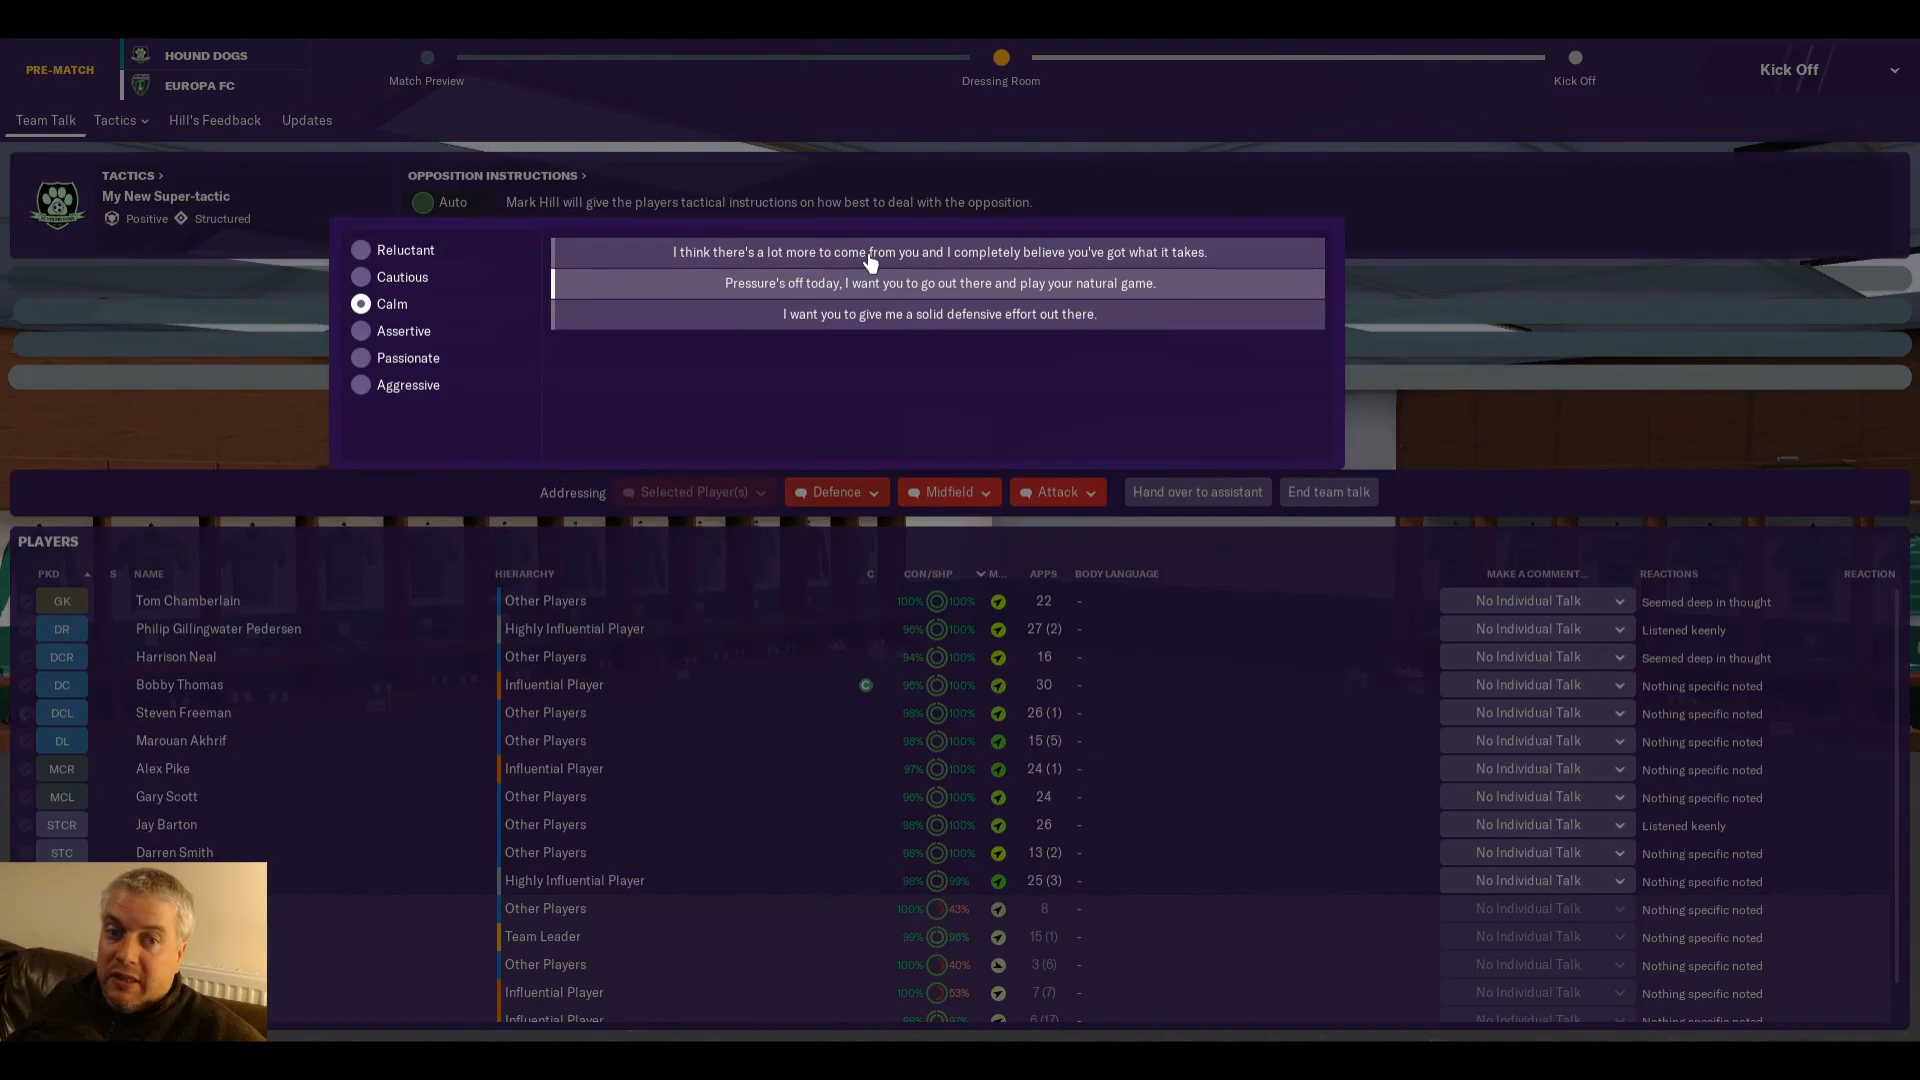 PRE-MATCH
HOUND DOGS
EUROPA FC
Match Preview
Dressing Room
Kick Off
Kick Off
Team Talk
Tactics
Hill's Feedback
Updates
TACTICS >
My New Super-tactic
Positive
Structured
OPPOSITION INSTRUCTIONS >
Auto
Mark Hill will give the players tactical instructions on how best to deal with the opposition.
Reluctant
Cautious
Calm
Assertive
Passionate
Aggressive
I think there's a lot more to come from you and I completely believe you've got what it takes.
Pressure's off today, I want you to go out there and play your natural game.
I want you to give me a solid defensive effort out there.
Addressing
Selected Player(s)
Defence
Midfield
Attack
Hand over to assistant
End team talk
PLAYERS
PKD S NAME HIERARCHY C CON/SHP M... APPS BODY LANGUAGE MAKE A COMMENT... REACTIONS REACTION
GK Tom Chamberlain Other Players 100% 100% 22 - No Individual Talk Seemed deep in thought
DR Philip Gillingwater Pedersen Highly Influential Player 96% 100% 27 (2) - No Individual Talk Listened keenly
DCR Harrison Neal Other Players 94% 100% 16 - No Individual Talk Seemed deep in thought
DC Bobby Thomas Influential Player C 96% 100% 30 - No Individual Talk Nothing specific noted
DCL Steven Freeman Other Players 98% 100% 26 (1) - No Individual Talk Nothing specific noted
DL Marouan Akhrif Other Players 98% 100% 15 (5) - No Individual Talk Nothing specific noted
MCR Alex Pike Influential Player 97% 100% 24 (1) - No Individual Talk Nothing specific noted
MCL Gary Scott Other Players 96% 100% 24 - No Individual Talk Nothing specific noted
STCR Jay Barton Other Players 98% 100% 26 - No Individual Talk Listened keenly
STC Darren Smith Other Players 98% 100% 13 (2) - No Individual Talk Nothing specific noted
Highly Influential Player 98% 99% 25 (3) - No Individual Talk Nothing specific noted
Other Players 100% 43% 8 - No Individual Talk Nothing specific noted
Team Leader 99% 96% 15 (1) - No Individual Talk Nothing specific noted
Other Players 100% 40% 3 (6) - No Individual Talk Nothing specific noted
Influential Player 100% 53% 7 (7) - No Individual Talk Nothing specific noted
Influential Player 98% 97% 6 (17) - No Individual Talk Nothing specific noted